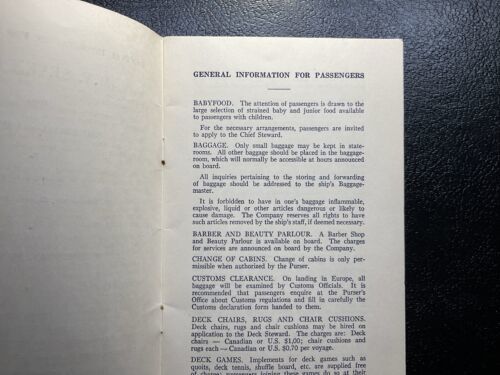 GENERAL INFORMATION FOR PASSENGERS
BABYFOOD. The attention of passengers is drawn to the
large selection of strained baby and junior food available
to passengers with children.
For the necessary arrangements, passengers are invited
to apply to the Chief Steward.
BAGGAGE. Only small baggage may be kept in state-
rooms. All other baggage should be placed in the baggage-
room, which will normally be accessible at hours announced
on board.
All inquiries pertaining to the storing and forwarding
of baggage should be addressed to the ship's Baggage-
master.
It is forbidden to have in one's baggage inflammable,
explosive, liquid or other articles dangerous or likely to
cause damage. The Company reserves all rights to have
such articles removed by the ship's staff, if deemed necessary.
BARBER AND BEAUTY PARLOUR. A Barber Shop
and Beauty Parlour is available on board. The charges
for services are announced on board by the Company.
CHANGE OF CABINS. Change of cabins is only per-
missible when authorized by the Purser.
CUSTOMS CLEARANCE. On landing in Europe, all
baggage will be examined by Customs Officials. It is
recommended that passengers enquire at the Purser's
Office about Customs regulations and fill in carefully the
Customs declaration form handed to them.
DECK CHAIRS, RUGS AND CHAIR CUSHIONS.
Deck chairs, rugs and chair cushions may be hired on
application to the Deck Steward. The charges are: Deck
chairs — Canadian or U.S. $1,00; chair cushions and
rugs each — Canadian or U.S. $0,70 per voyage.
DECK GAMES. Implements for deck games such as
quoits, deck tennis, shuffle board, etc. are supplied free
of charge; passengers joining these games do so at their